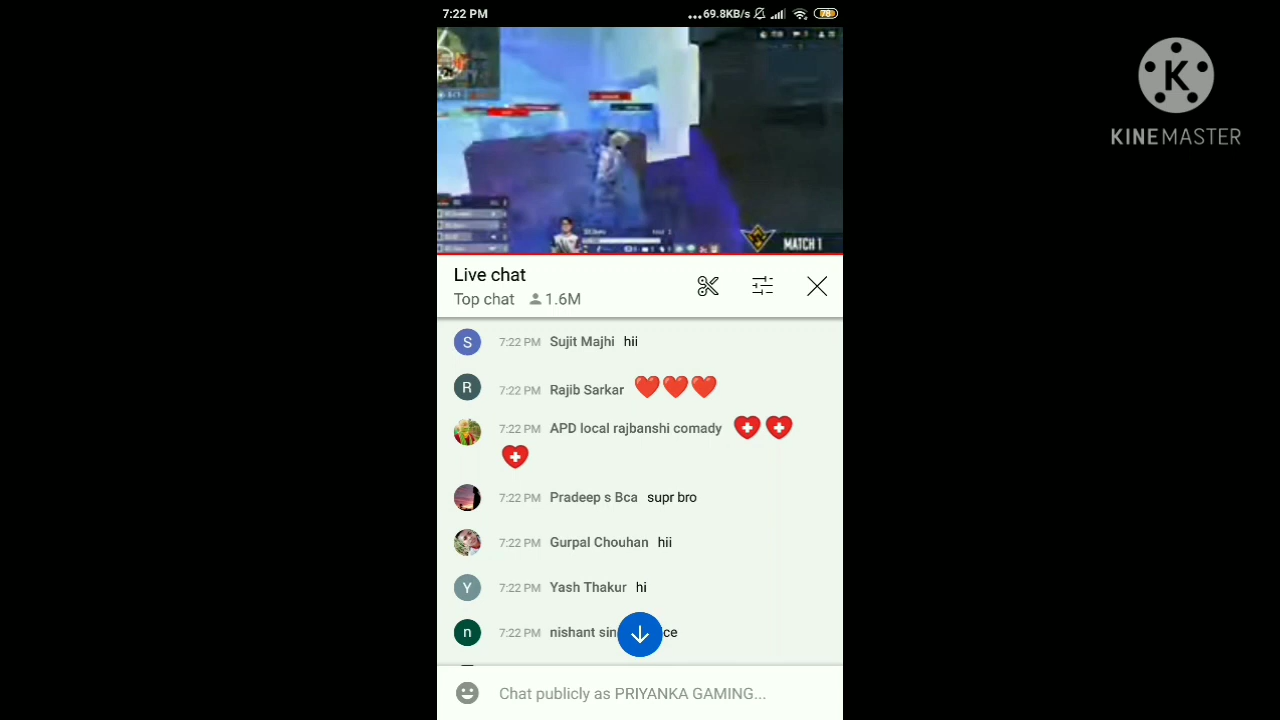 7:22 PM
...69.8KB/s
78
KINEMASTER
MATCH 1
Live chat
Top chat 1.6M
7:22 PM Sujit Majhi hii
7:22 PM Rajib Sarkar ❤️❤️❤️
7:22 PM APD local rajbanshi comady
7:22 PM Pradeep s Bca supr bro
7:22 PM Gurpal Chouhan hii
7:22 PM Yash Thakur hi
7:22 PM nishant
Chat publicly as PRIYANKA GAMING...